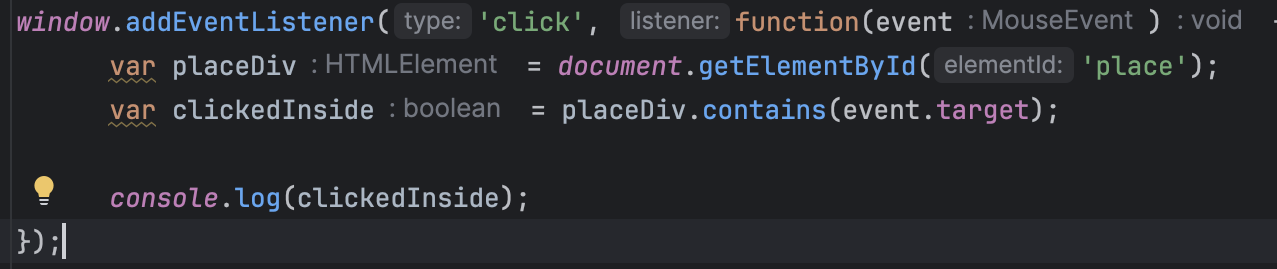 window.addEventListener( type: 'click', listener: function(event : MouseEvent ) : void
var placeDiv : HTMLElement = document.getElementById( elementId: 'place');
var clickedInside : boolean = placeDiv.contains(event.target);
console.log(clickedInside);
});